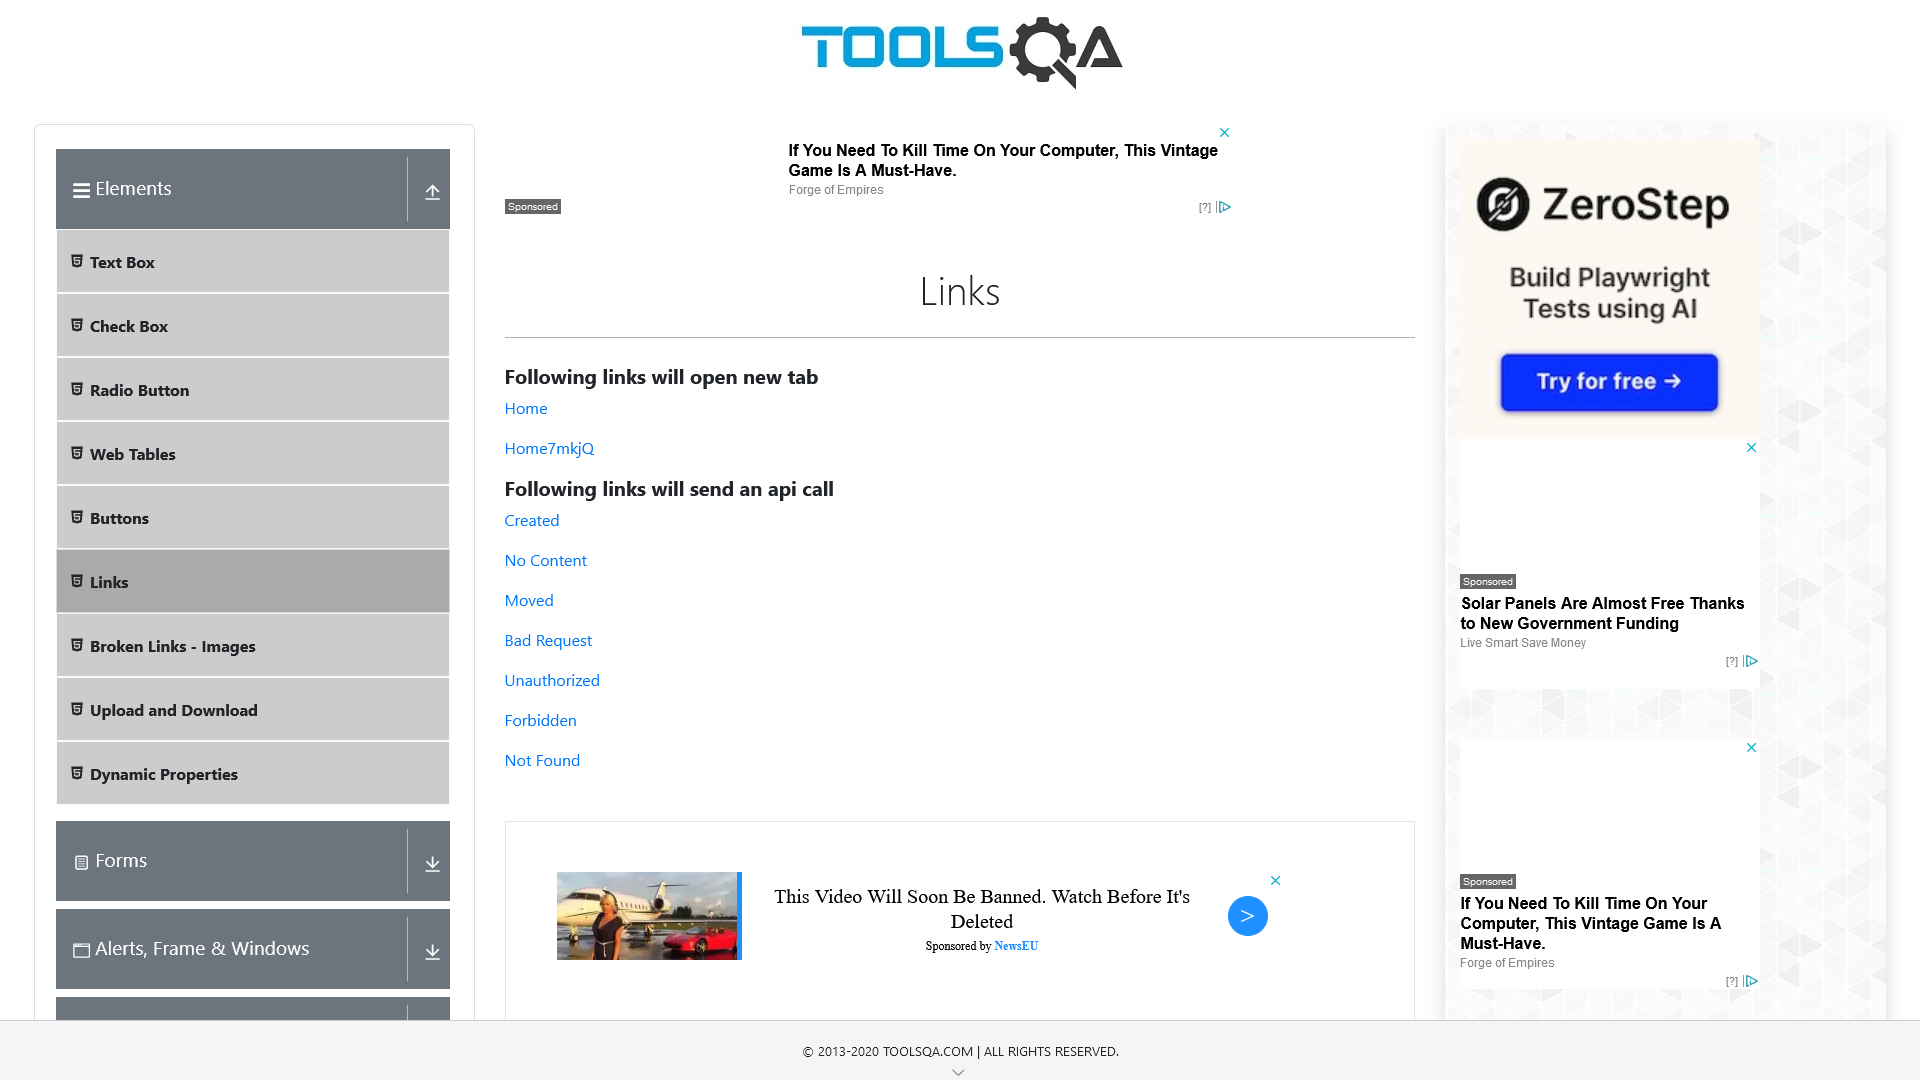 TOOLSQA
Elements
Text Box
Check Box
Radio Button
Web Tables
Buttons
Links
Broken Links - Images
Upload and Download
Dynamic Properties
Forms
Alerts, Frame & Windows
If You Need To Kill Time On Your Computer, This Vintage
Game Is A Must-Have.
Forge of Empires
Sponsored
[?]
Links
Following links will open new tab
Home
Home7mkjQ
Following links will send an api call
Created
No Content
Moved
Bad Request
Unauthorized
Forbidden
Not Found
This Video Will Soon Be Banned. Watch Before It's
Deleted
Sponsored by NewsEU
>
ZeroStep
Build Playwright
Tests using AI
Try for free →
Sponsored
Solar Panels Are Almost Free Thanks
to New Government Funding
Live Smart Save Money
[?]
Sponsored
If You Need To Kill Time On Your
Computer, This Vintage Game Is A
Must-Have.
Forge of Empires
[?]
© 2013-2020 TOOLSQA.COM | ALL RIGHTS RESERVED.